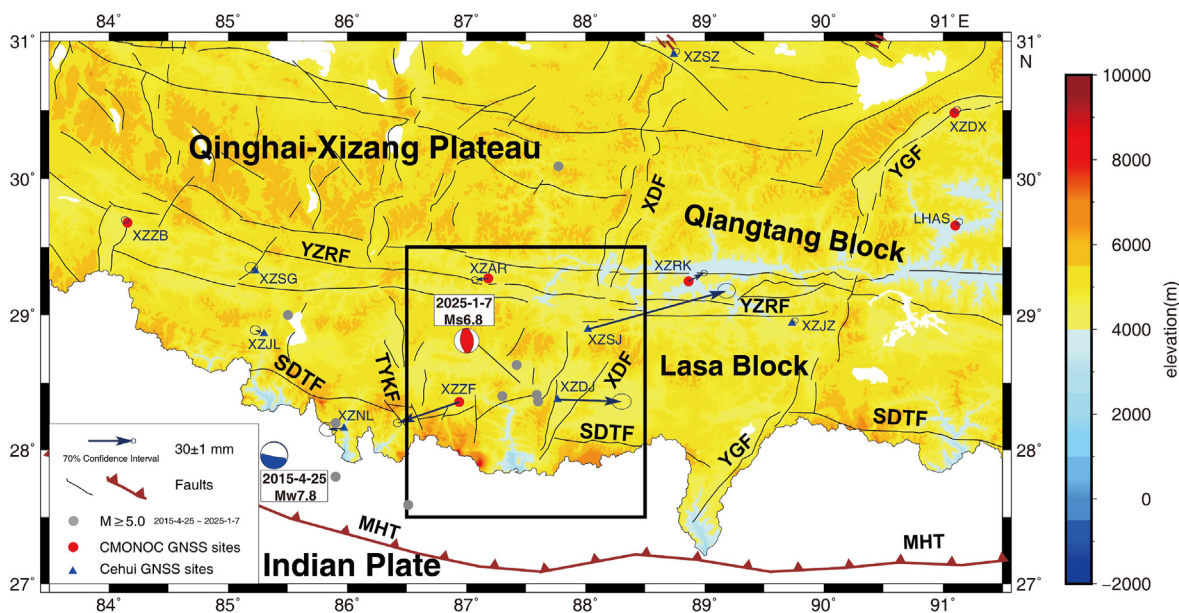 84 85 86 87 88 89 90 91 E
31° 31°
N
XZSZ
XZDX
Qinghai-Xizang Plateau
YGF
30° 30°
XDF
Qiangtang Block
LHAS
XZZB
YZRF
XZSG
XZAR
XZRK
2025-1-7
Ms6.8
YZRF
29° 29°
XZJL
XZSJ
XZJZ
SDTF
TYKF
XZZF
XZDJ
XDF
Lasa Block
XZNL
SDTF
SDTF
28° 28°
YGF
30±1 mm
70% Confidence Interval
2015-4-25
Mw7.8
Faults
M≥5.0 2015-4-25 ~ 2025-1-7
MHT
MHT
CMONOC GNSS sites
Cehui GNSS sites
Indian Plate
27° 27°
84 85 86 87 88 89 90 91°
10000
8000
6000
4000
2000
0
−2000
elevation(m)